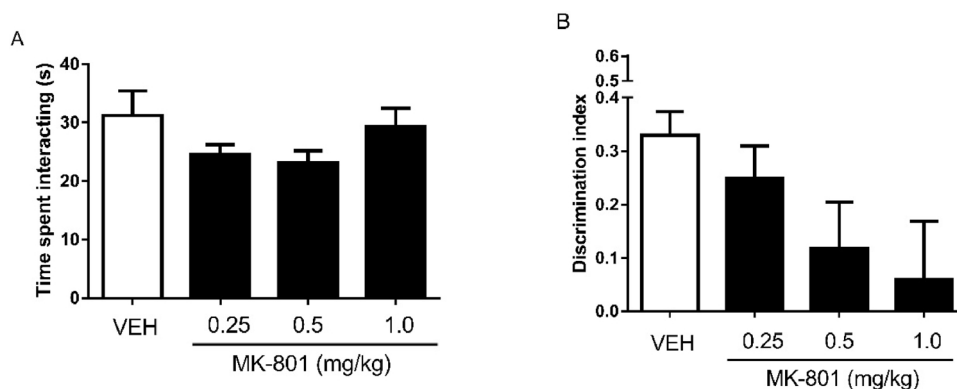 A
Time spent interacting (s)
40
30
20
10
0
VEH 0.25 0.5 1.0
MK-801 (mg/kg)
B
Discrimination index
0.6
0.5
0.4
0.3
0.2
0.1
0.0
VEH 0.25 0.5 1.0
MK-801 (mg/kg)